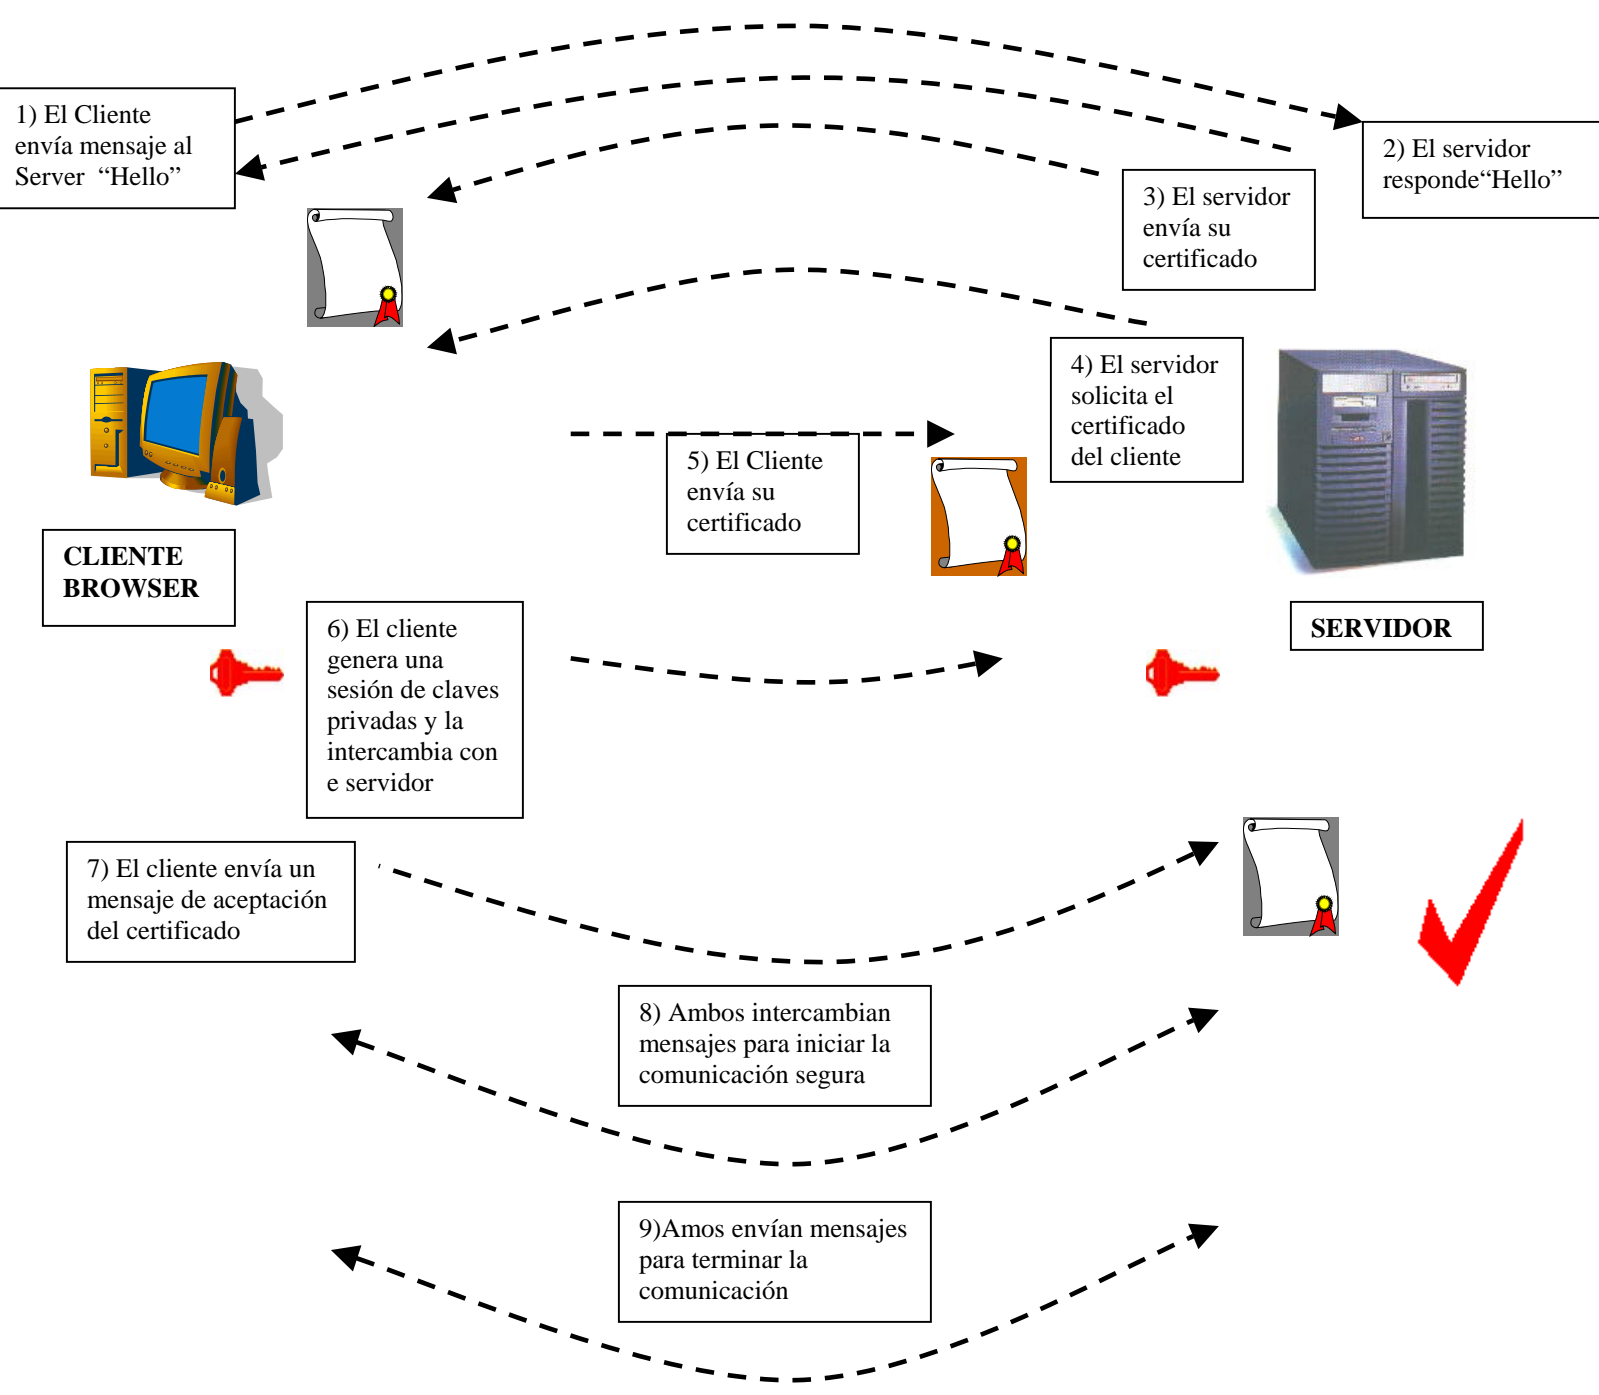 1) El Cliente
envía mensaje al
Server “Hello”
2) El servidor
responde“Hello”
3) El servidor
envía su
certificado
4) El servidor
solicita el
certificado
del cliente
5) El Cliente
envía su
certificado
CLIENTE
BROWSER
SERVIDOR
6) El cliente
genera una
sesión de claves
privadas y la
intercambia con
e servidor
7) El cliente envía un
mensaje de aceptación
del certificado
8) Ambos intercambian
mensajes para iniciar la
comunicación segura
9)Amos envían mensajes
para terminar la
comunicación